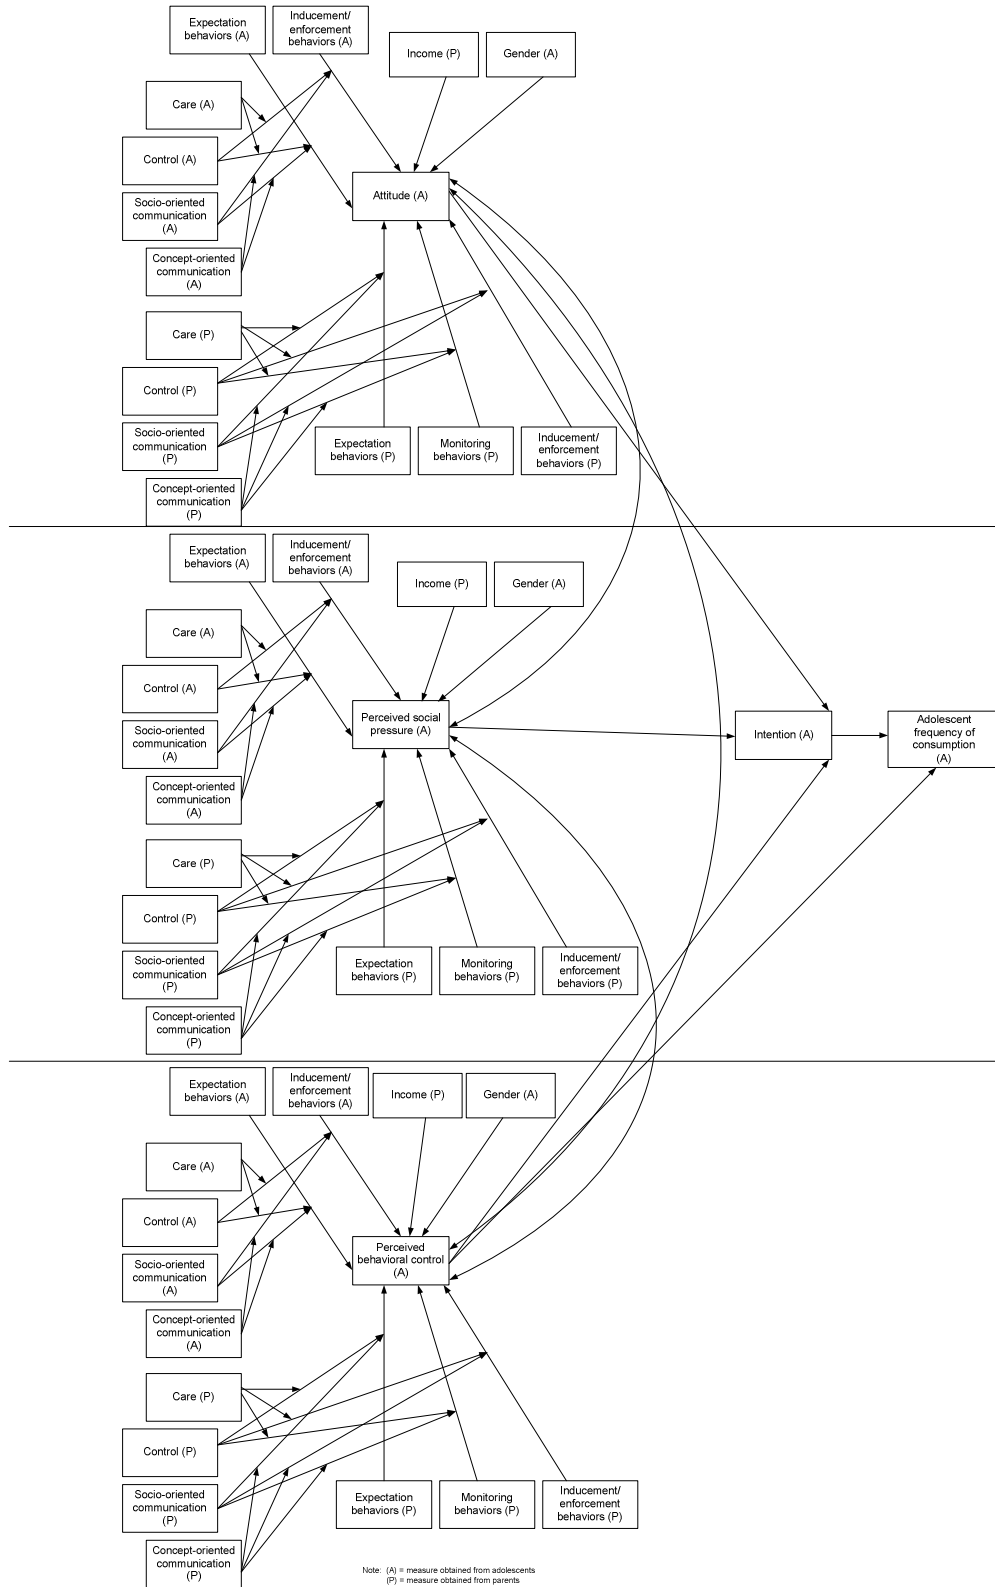 Expectation
behaviors (A)
Inducement/
enforcement
behaviors (A)
Income (P)
Gender (A)
Care (A)
Control (A)
Socio-oriented
communication
(A)
Concept-oriented
communication
(A)
Attitude (A)
Care (P)
Control (P)
Socio-oriented
communication
(P)
Concept-oriented
communication
(P)
Expectation
behaviors (P)
Monitoring
behaviors (P)
Inducement/
enforcement
behaviors (P)
Expectation
behaviors (A)
Inducement/
enforcement
behaviors (A)
Income (P)
Gender (A)
Care (A)
Control (A)
Socio-oriented
communication
(A)
Concept-oriented
communication
(A)
Perceived social
pressure (A)
Intention (A)
Adolescent
frequency of
consumption
(A)
Care (P)
Control (P)
Socio-oriented
communication
(P)
Concept-oriented
communication
(P)
Expectation
behaviors (P)
Monitoring
behaviors (P)
Inducement/
enforcement
behaviors (P)
Expectation
behaviors (A)
Inducement/
enforcement
behaviors (A)
Income (P)
Gender (A)
Care (A)
Control (A)
Socio-oriented
communication
(A)
Concept-oriented
communication
(A)
Perceived
behavioral control
(A)
Care (P)
Control (P)
Socio-oriented
communication
(P)
Concept-oriented
communication
(P)
Expectation
behaviors (P)
Monitoring
behaviors (P)
Inducement/
enforcement
behaviors (P)
Note: (A) = measure obtained from adolescents
(P) = measure obtained from parents